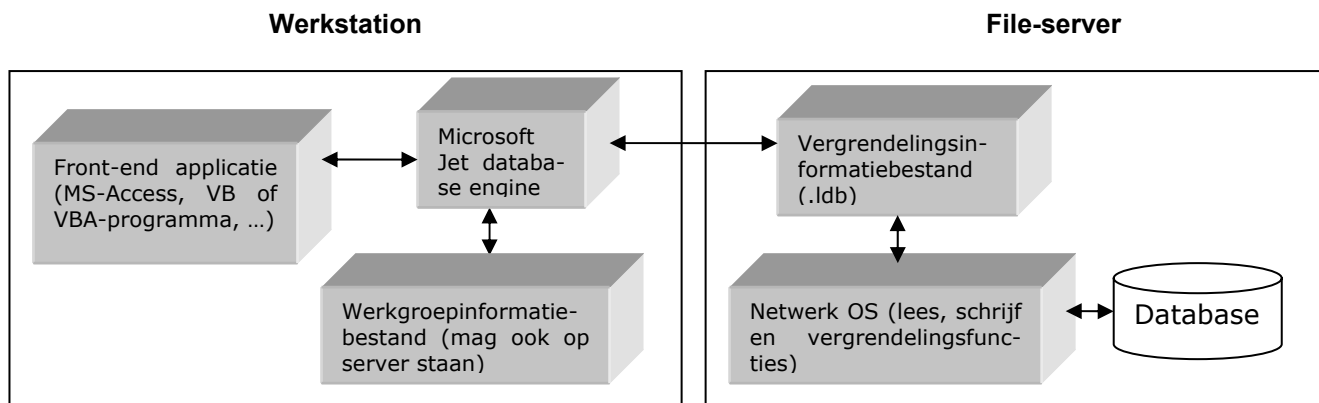 Werkstation
File-server
Front-end applicatie
(MS-Access, VB of
VBA-programma, …)
Microsoft
Jet databa-
se engine
Werkgroepinformatie-
bestand (mag ook op
server staan)
Vergrendelingsin-
formatiebestand
(.ldb)
Netwerk OS (lees, schrijf
en vergrendelingsfunc-
ties)
Database